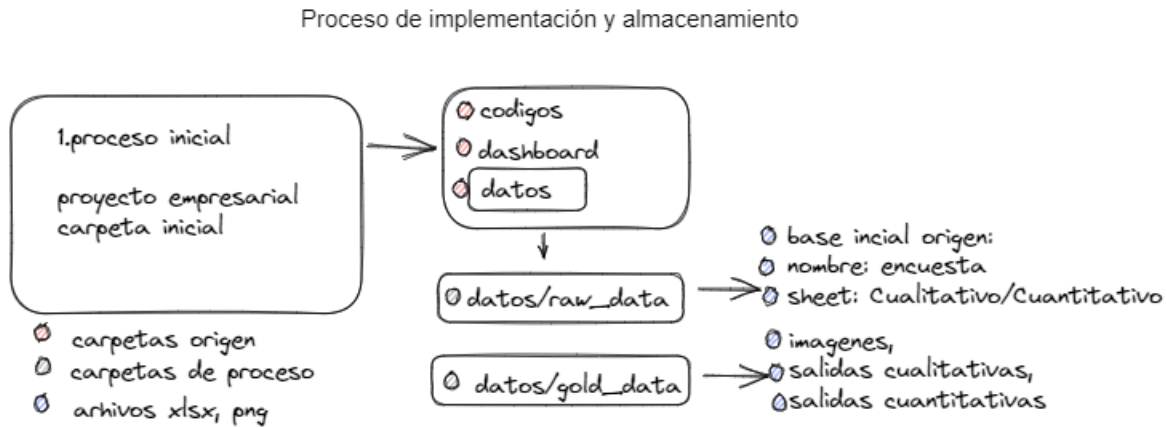 Proceso de implementación y almacenamiento
1.proceso inicial
proyecto empresarial
carpeta inicial
carpetas origen
carpetas de proceso
arhivos xlsx, png
codigos
dashboard
datos
datos/raw_data
datos/gold_data
base incial origen:
nombre: encuesta
sheet: Cualitativo/Cuantitativo
imagenes,
salidas cualitativas,
salidas cuantitativas